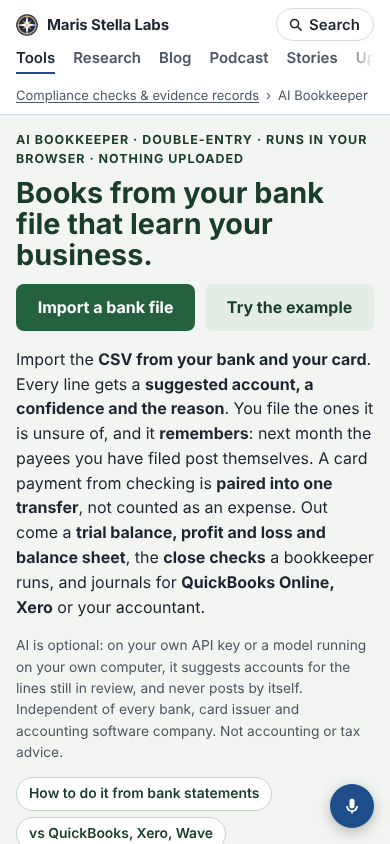 Maris Stella Labs
Search
Tools Research Blog Podcast Stories
Compliance checks & evidence records › AI Bookkeeper
AI BOOKKEEPER · DOUBLE-ENTRY · RUNS IN YOUR
BROWSER · NOTHING UPLOADED
Books from your bank
file that learn your
business.
Import a bank file
Try the example
Import the CSV from your bank and your card.
Every line gets a suggested account, a
confidence and the reason. You file the ones it
is unsure of, and it remembers: next month the
payees you have filed post themselves. A card
payment from checking is paired into one
transfer, not counted as an expense. Out
come a trial balance, profit and loss and
balance sheet, the close checks a bookkeeper
runs, and journals for QuickBooks Online,
Xero or your accountant.
AI is optional: on your own API key or a model running
on your own computer, it suggests accounts for the
lines still in review, and never posts by itself.
Independent of every bank, card issuer and
accounting software company. Not accounting or tax
advice.
How to do it from bank statements
vs QuickBooks, Xero, Wave